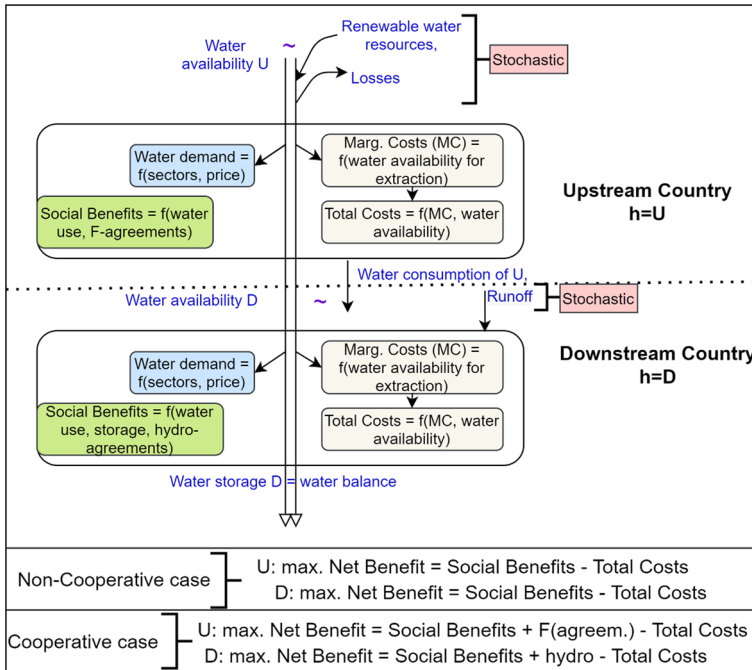 Water
availability U
~
Renewable water
resources,
Losses
Stochastic
Water demand =
f(sectors, price)
Marg. Costs (MC) =
f(water availability for
extraction)
Social Benefits = f(water
use, F-agreements)
Total Costs = f(MC, water
availability)
Upstream Country
h=U
Water consumption of U,
Water availability D
~
Runoff
Stochastic
Water demand =
f(sectors, price)
Marg. Costs (MC) =
f(water availability for
extraction)
Downstream Country
h=D
Social Benefits = f(water
use, storage, hydro-
agreements)
Total Costs = f(MC, water
availability)
Water storage D = water balance
Non-Cooperative case
U: max. Net Benefit = Social Benefits - Total Costs
D: max. Net Benefit = Social Benefits - Total Costs
Cooperative case
U: max. Net Benefit = Social Benefits + F(agreem.) - Total Costs
D: max. Net Benefit = Social Benefits + hydro - Total Costs